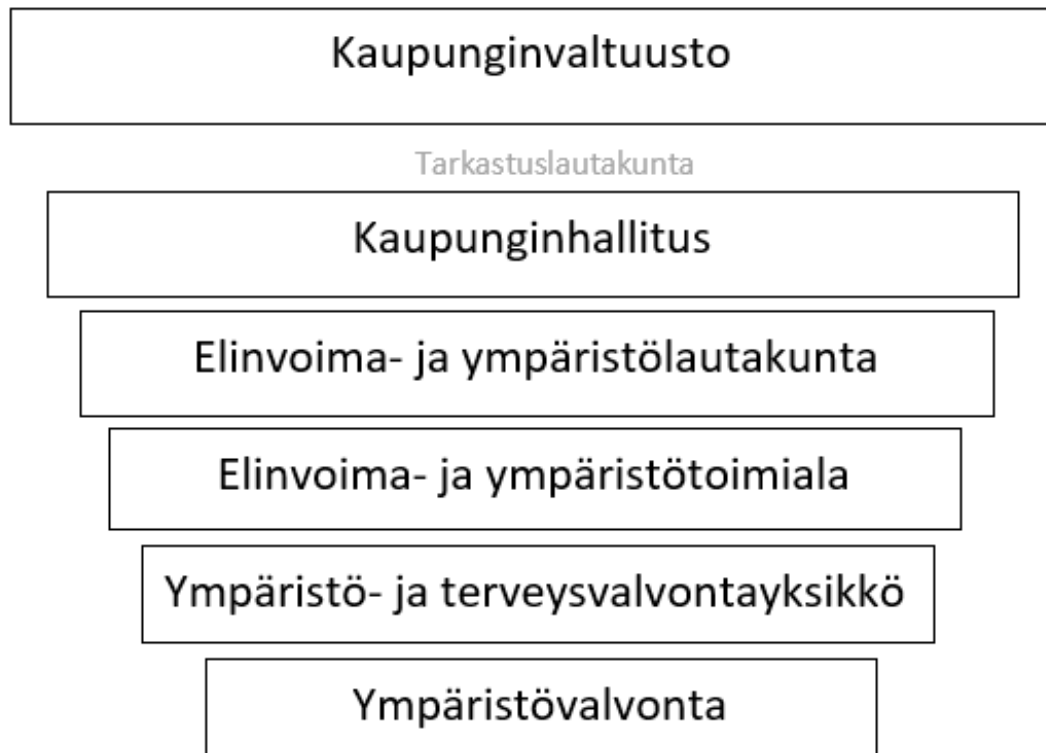 Kaupunginvaltuusto
Tarkastuslautakunta
Kaupunginhallitus
Elinvoima- ja ympäristölautakunta
Elinvoima- ja ympäristötoimiala
Ympäristö- ja terveysvalvontayksikkö
Ympäristövalvonta